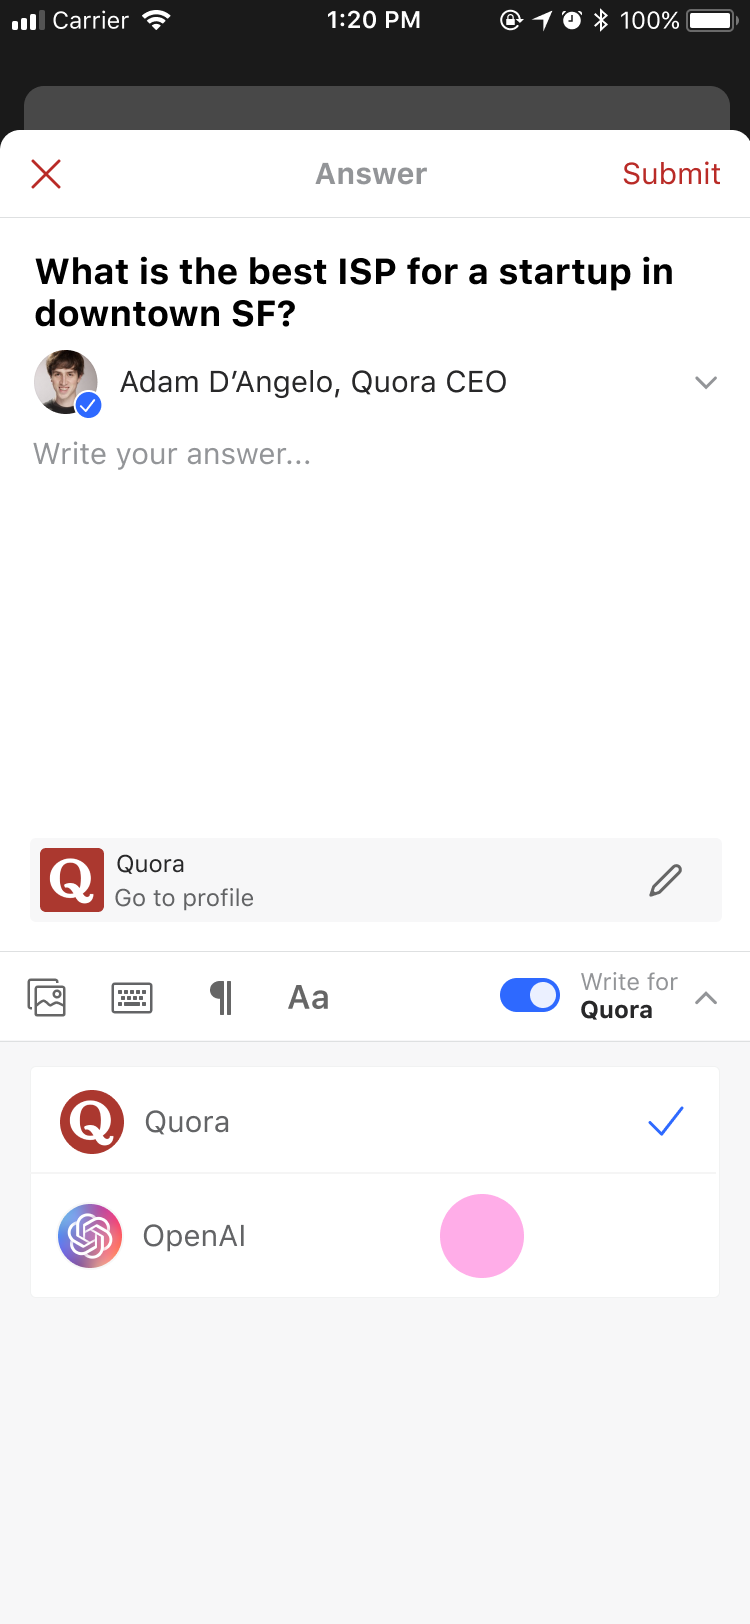 Carrier 1:20 PM 100%
Answer Submit
What is the best ISP for a startup in
downtown SF?
Adam D’Angelo, Quora CEO
Write your answer...
Q Quora
Go to profile
Aa Write for
Quora
Q Quora
OpenAI